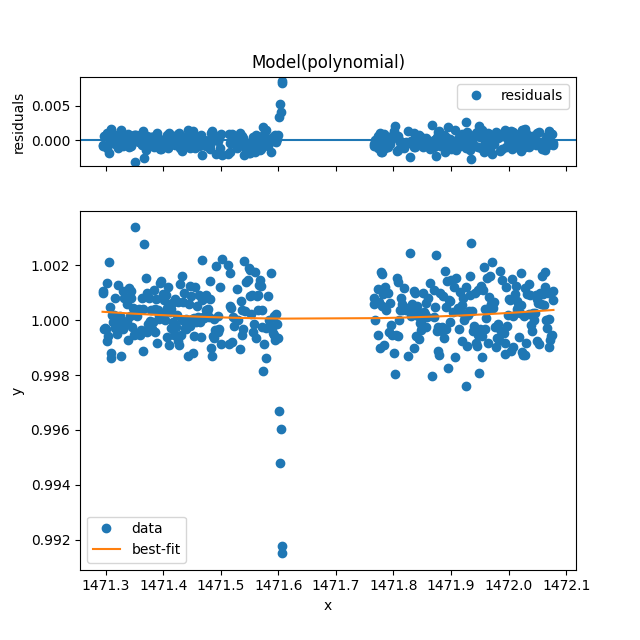 Model(polynomial)
residuals
0.005
0.000
residuals
y
1.002
1.000
0.998
0.996
0.994
0.992
data
best-fit
1471.3 1471.4 1471.5 1471.6 1471.7 1471.8 1471.9 1472.0 1472.1
x